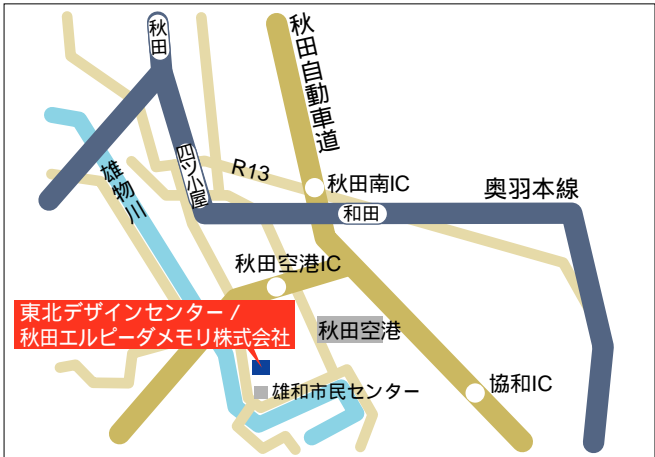 秋田
秋田自動車道
雄物川
四ツ小屋
R13
秋田南IC
奥羽本線
和田
秋田空港IC
東北デザインセンター /
秋田エルピーダメモリ株式会社
秋田空港
雄和市民センター
協和IC